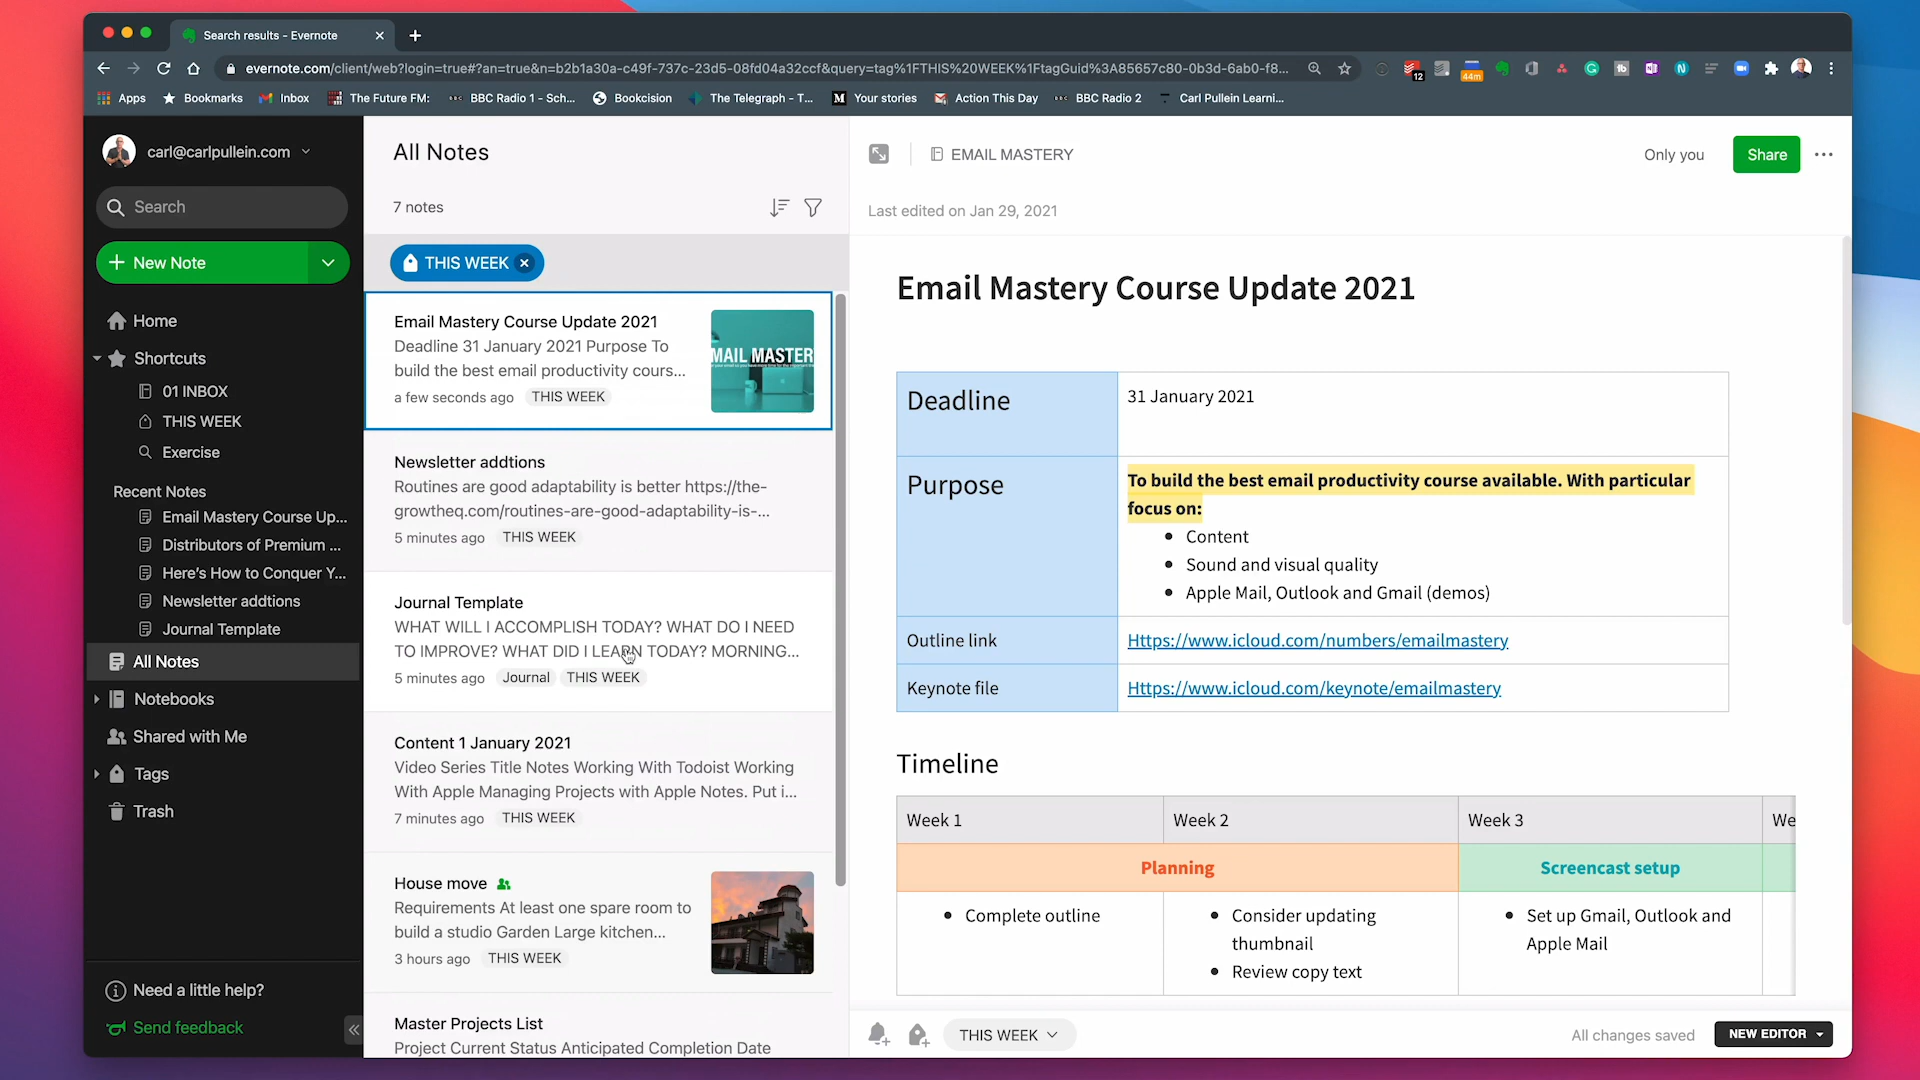 Search results - Evernote
evernote.com/client/web?login=true#?an=true&n=b2b1a30a-c49f-737c-23d5-08fd04a32ccf&query=tag%1FTHIS%20WEEK%1FtagGuid%3A85657c80-0b3d-6ab0-f8...
12
44m
Apps
Bookmarks
Inbox
The Future FM:
BBC Radio 1 - Sch...
Bookcision
The Telegraph - T...
Your stories
Action This Day
BBC Radio 2
Carl Pullein Learni...
carl@carlpullein.com
Search
New Note
Home
Shortcuts
01 INBOX
THIS WEEK
Exercise
Recent Notes
Email Mastery Course Up...
Distributors of Premium ...
Here's How to Conquer Y...
Newsletter addtions
Journal Template
All Notes
Notebooks
Shared with Me
Tags
Trash
Need a little help?
Send feedback
All Notes
7 notes
THIS WEEK
Email Mastery Course Update 2021
Deadline 31 January 2021 Purpose To
build the best email productivity cours...
a few seconds ago THIS WEEK
MAIL MASTER
Newsletter addtions
Routines are good adaptability is better https://the-
growtheq.com/routines-are-good-adaptability-is-...
5 minutes ago THIS WEEK
Journal Template
WHAT WILL I ACCOMPLISH TODAY? WHAT DO I NEED
TO IMPROVE? WHAT DID I LEARN TODAY? MORNING...
5 minutes ago Journal THIS WEEK
Content 1 January 2021
Video Series Title Notes Working With Todoist Working
With Apple Managing Projects with Apple Notes. Put i...
7 minutes ago THIS WEEK
House move
Requirements At least one spare room to
build a studio Garden Large kitchen...
3 hours ago THIS WEEK
Master Projects List
Project Current Status Anticipated Completion Date
EMAIL MASTERY
Only you
Share
Last edited on Jan 29, 2021
Email Mastery Course Update 2021
Deadline
31 January 2021
Purpose
To build the best email productivity course available. With particular
focus on:
Content
Sound and visual quality
Apple Mail, Outlook and Gmail (demos)
Outline link
Https://www.icloud.com/numbers/emailmastery
Keynote file
Https://www.icloud.com/keynote/emailmastery
Timeline
Week 1
Week 2
Week 3
We
Planning
Screencast setup
Complete outline
Consider updating
thumbnail
Review copy text
Set up Gmail, Outlook and
Apple Mail
THIS WEEK
All changes saved
NEW EDITOR